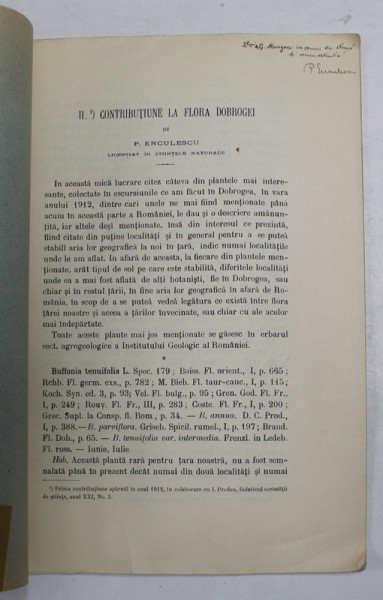 P. Enculescu
II. ¹) CONTRIBUȚIUNE LA FLORA DOBROGEI
DE
P. ENCULESCU
LICENȚIAT ÎN ȘTIINȚELE NATURALE
În această mică lucrare citez câteva din plantele mai intere-
sante, colectate în escursiunile ce am făcut în Dobrogea, în vara
anului 1912, dintre cari unele ne mai fiind menționate până
acum în această parte a României, le dau și o descriere amănun-
țită, iar altele deși menționate, însă din interesul ce prezintă,
fiind citate din puține localități și în general pentru a se puteà
stabili aria lor geografică la noi în țară, indic numai localitățile
unde le am aflat. În afară de aceasta, la fiecare din plantele men-
ționate, arăt tipul de sol pe care este stabilită, diferitele localități
unde ea a mai fost aflată de alți botaniști, fie în Dobrogea, sau
chiar și în restul țării, în fine aria lor geografică în afară de Ro-
mânia, în scop de a se puteà vedeà legătura ce există între flora
țărei noastre și aceea a țărilor învecinate, sau chiar cu ale acelor
mai îndepărtate.
Toate aceste plante mai jos menționate se găsesc în erbarul
sect. agrogeologice a Institutului Geologic al României.
*
Buffonia tenuifolia L. Spec. 179 ; Boiss. Fl. orient., I, p. 665 ;
Rchb. Fl. germ. exs., p. 782 ; M. Bieb. Fl. taur-cauc., I, p. 115;
Koch. Syn. ed. 3, p. 93; Vel. Fl. bulg., p. 95 ; Gren. God. Fl. Fr.,
I, p. 249 ; Rouy. Fl. Fr., III, p. 283 ; Coste. Fl. Fr., I, p. 200 ;
Grec. Supl. la Consp. fl. Rom., p. 34. — B. annua. D. C. Prod.,
I, p. 388.—B. parviflora. Griseb. Spicil. rumel., I, p. 197 ; Brand.
Fl. Dob., p. 65. — B. tenuifolia var. intermedia. Frenzl. in Ledeb.
Fl. ross. — Iunie, Iulie.
Hab. Această plantă rară pentru țara noastră, nu a fost sem-
nalată până în present decât numai din două localități și numai
¹) Prima contribuțiune apărută în anul 1912, în colaborare cu I. Prodan, buletinul societății
de științe, anul XXI, No. 5.